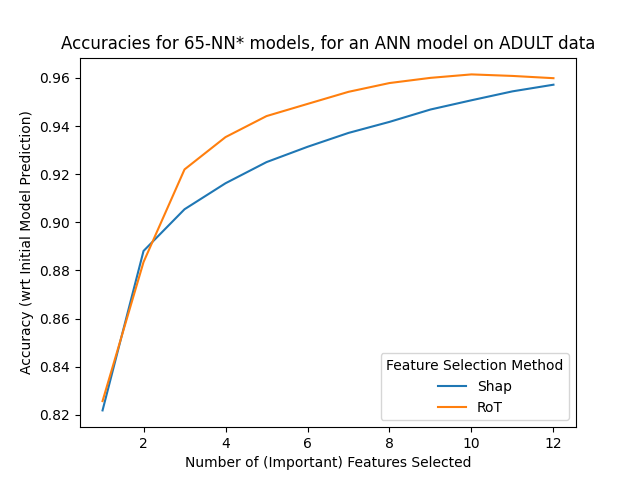 Accuracies for 65-NN* models, for an ANN model on ADULT data
Accuracy (wrt Initial Model Prediction)
0.96
0.94
0.92
0.90
0.88
0.86
0.84
0.82
Feature Selection Method
Shap
RoT
2 4 6 8 10 12
Number of (Important) Features Selected